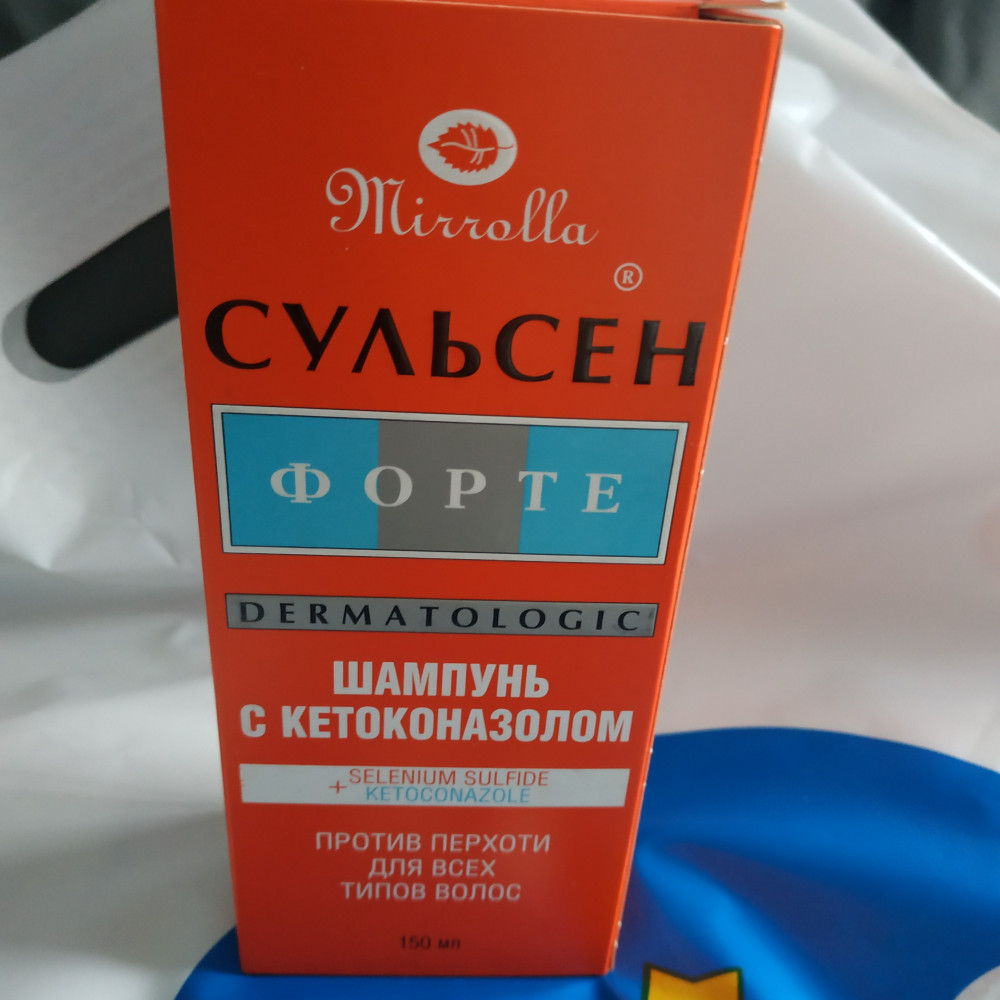 Mirrolla
®
СУЛЬСЕН
ФОРТЕ
DERMATOLOGIC
ШАМПУНЬ
С КЕТОКОНАЗОЛОМ
SELENIUM SULFIDE
+ KETOCONAZOLE
ПРОТИВ ПЕРХОТИ
ДЛЯ ВСЕХ
ТИПОВ ВОЛОС
150 мл